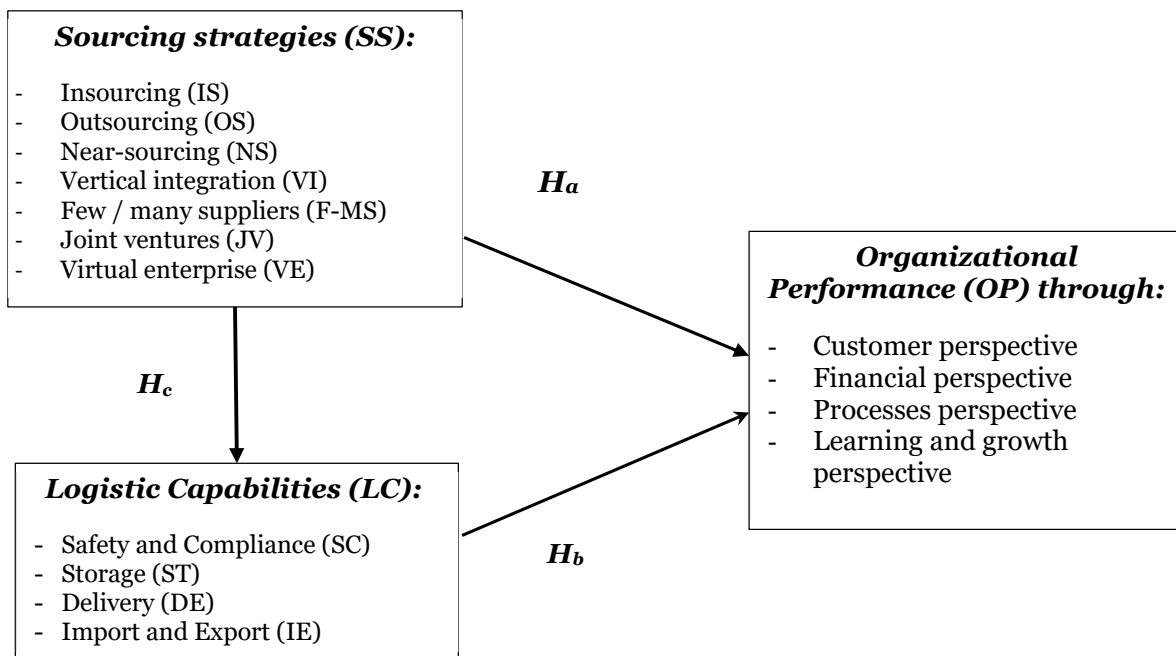 Sourcing strategies (SS):
- Insourcing (IS)
- Outsourcing (OS)
- Near-sourcing (NS)
- Vertical integration (VI)
- Few / many suppliers (F-MS)
- Joint ventures (JV)
- Virtual enterprise (VE)
Ha
Organizational
Performance (OP) through:
- Customer perspective
- Financial perspective
- Processes perspective
- Learning and growth
perspective
Hc
Logistic Capabilities (LC):
- Safety and Compliance (SC)
- Storage (ST)
- Delivery (DE)
- Import and Export (IE)
Hb